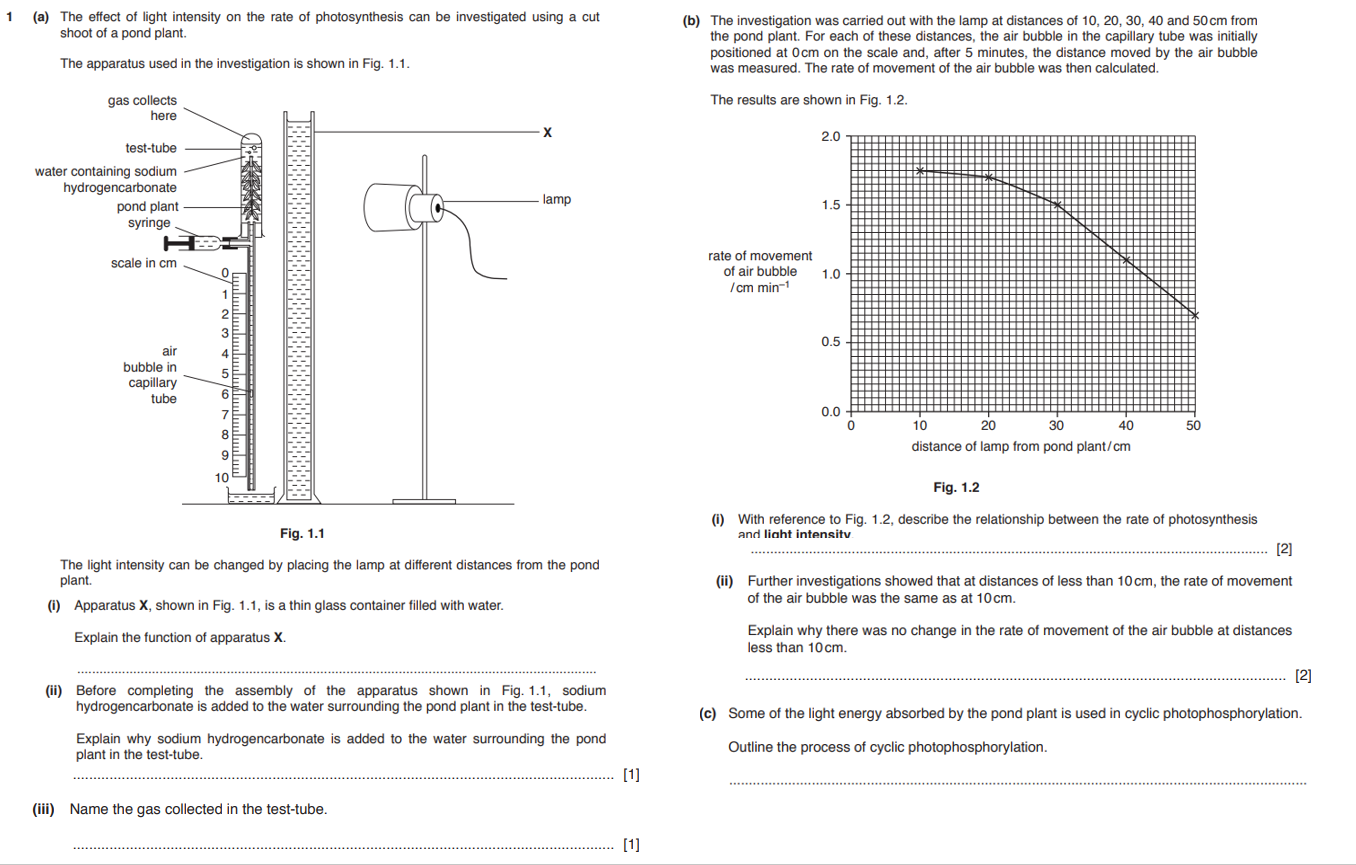 1 (a) The effect of light intensity on the rate of photosynthesis can be investigated using a cut
shoot of a pond plant.
The apparatus used in the investigation is shown in Fig. 1.1.
gas collects
here
test-tube
water containing sodium
hydrogencarbonate
pond plant
syringe
scale in cm
0
1
2
3
4
5
6
7
8
9
10
air
bubble in
capillary
tube
X
lamp
Fig. 1.1
The light intensity can be changed by placing the lamp at different distances from the pond
plant.
(i) Apparatus X, shown in Fig. 1.1, is a thin glass container filled with water.
Explain the function of apparatus X.
(ii) Before completing the assembly of the apparatus shown in Fig. 1.1, sodium
hydrogencarbonate is added to the water surrounding the pond plant in the test-tube.
Explain why sodium hydrogencarbonate is added to the water surrounding the pond
plant in the test-tube.
[1]
(iii) Name the gas collected in the test-tube.
[1]
(b) The investigation was carried out with the lamp at distances of 10, 20, 30, 40 and 50 cm from
the pond plant. For each of these distances, the air bubble in the capillary tube was initially
positioned at 0 cm on the scale and, after 5 minutes, the distance moved by the air bubble
was measured. The rate of movement of the air bubble was then calculated.
The results are shown in Fig. 1.2.
2.0
1.5
1.0
0.5
0.0
rate of movement
of air bubble
/cm min⁻¹
0 10 20 30 40 50
distance of lamp from pond plant/cm
Fig. 1.2
(i) With reference to Fig. 1.2, describe the relationship between the rate of photosynthesis
and light intensity.
[2]
(ii) Further investigations showed that at distances of less than 10 cm, the rate of movement
of the air bubble was the same as at 10 cm.
Explain why there was no change in the rate of movement of the air bubble at distances
less than 10 cm.
[2]
(c) Some of the light energy absorbed by the pond plant is used in cyclic photophosphorylation.
Outline the process of cyclic photophosphorylation.